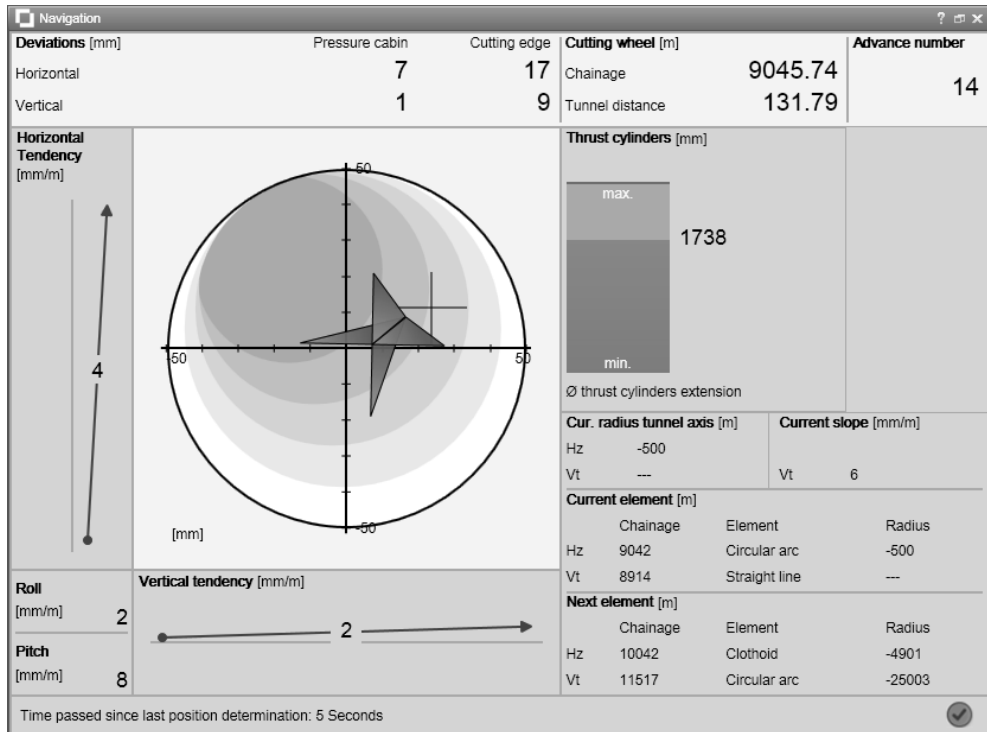 Navigation
?
Deviations [mm] Pressure cabin Cutting edge
Horizontal 7 17
Vertical 1 9
Cutting wheel [m]
Chainage 9045.74
Tunnel distance 131.79
Advance number
14
Horizontal
Tendency
[mm/m]
4
50
-50 50
-50
[mm]
Thrust cylinders [mm]
max.
1738
min.
Ø thrust cylinders extension
Cur. radius tunnel axis [m] Current slope [mm/m]
Hz -500
Vt --- Vt 6
Current element [m]
Chainage Element Radius
Hz 9042 Circular arc -500
Vt 8914 Straight line ---
Next element [m]
Chainage Element Radius
Hz 10042 Clothoid -4901
Vt 11517 Circular arc -25003
Roll
[mm/m] 2
Pitch
[mm/m] 8
Vertical tendency [mm/m]
2
Time passed since last position determination: 5 Seconds